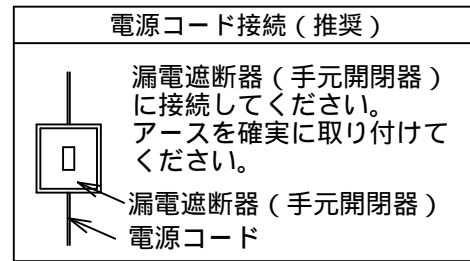 電源コード接続（推奨）
漏電遮断器（手元開閉器）
に接続してください。
アースを確実に取り付けて
ください。
漏電遮断器（手元開閉器）
電源コード